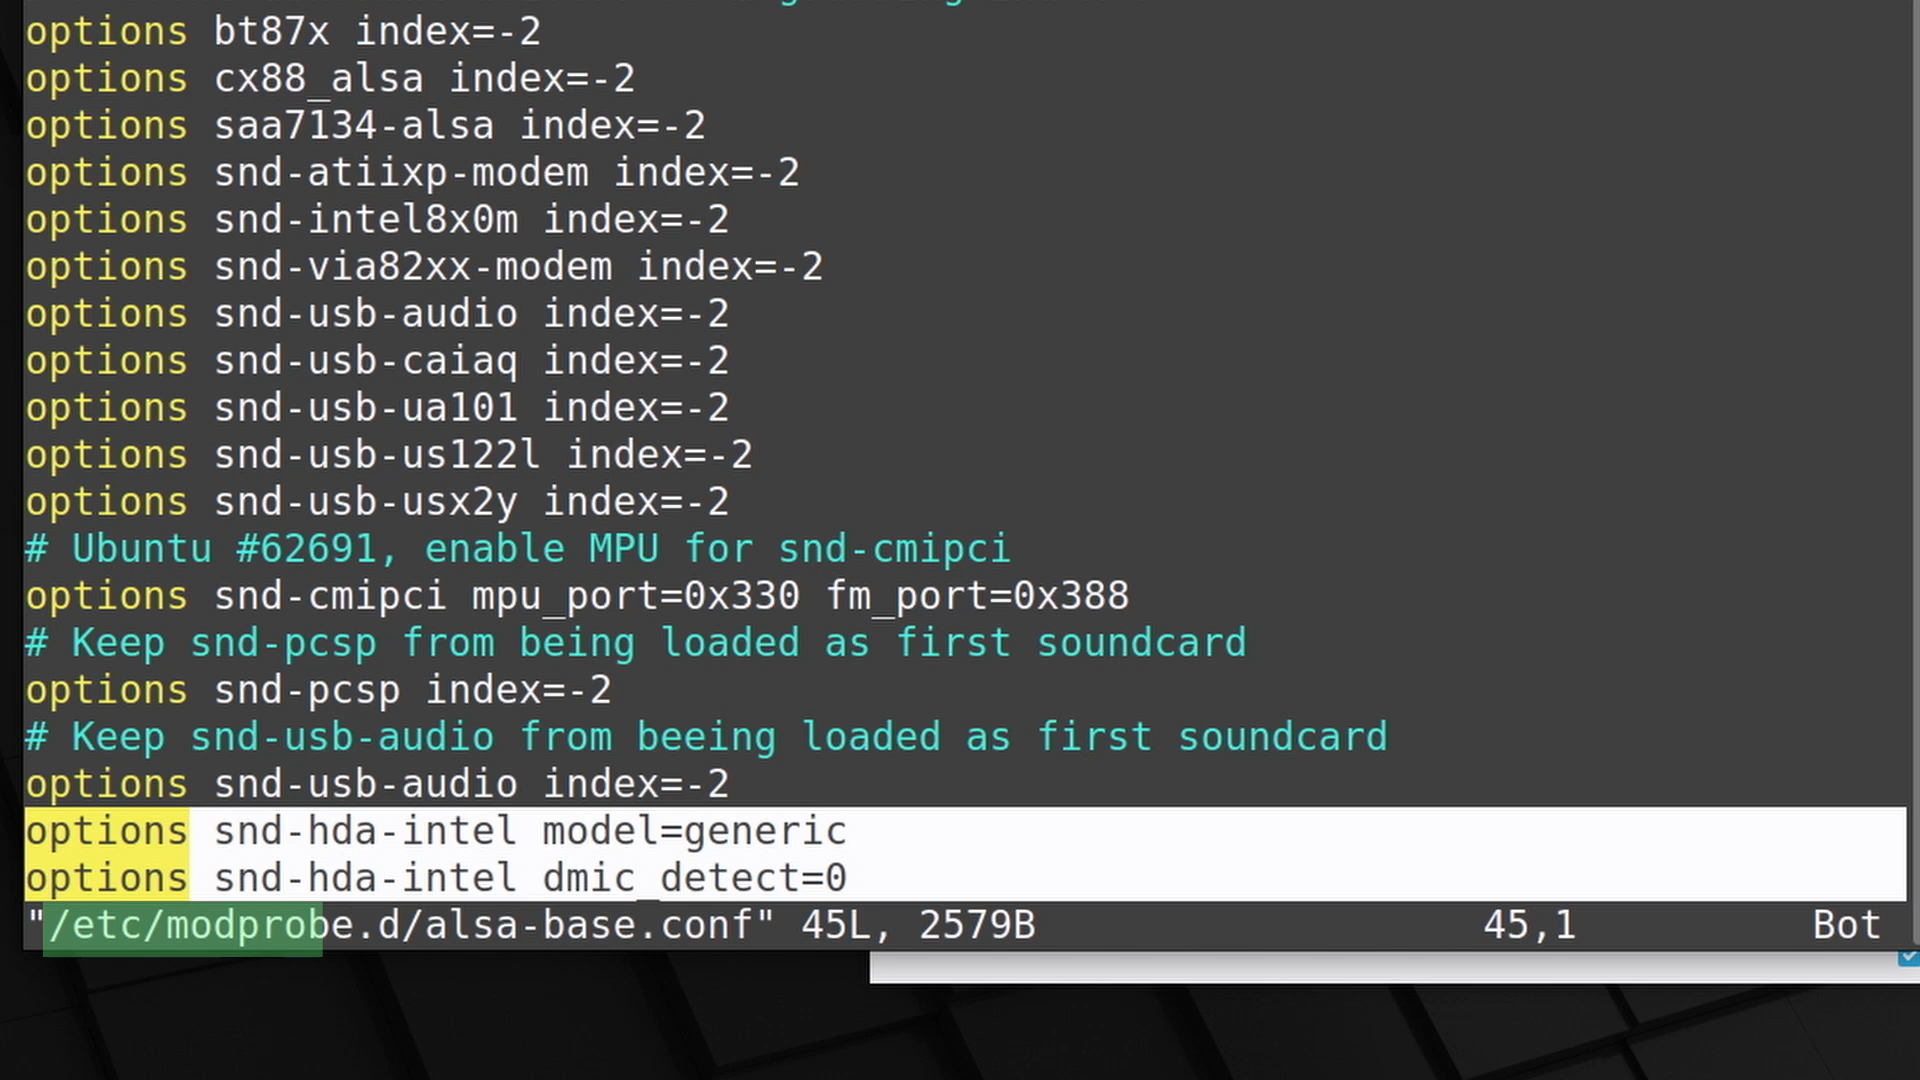 options bt87x index=-2
options cx88_alsa index=-2
options saa7134-alsa index=-2
options snd-atiixp-modem index=-2
options snd-intel8x0m index=-2
options snd-via82xx-modem index=-2
options snd-usb-audio index=-2
options snd-usb-caiaq index=-2
options snd-usb-ua101 index=-2
options snd-usb-us122l index=-2
options snd-usb-usx2y index=-2
# Ubuntu #62691, enable MPU for snd-cmipci
options snd-cmipci mpu_port=0x330 fm_port=0x388
# Keep snd-pcsp from being loaded as first soundcard
options snd-pcsp index=-2
# Keep snd-usb-audio from beeing loaded as first soundcard
options snd-usb-audio index=-2
options snd-hda-intel model=generic
options snd-hda-intel dmic_detect=0
"/etc/modprobe.d/alsa-base.conf" 45L, 2579B 45,1 Bot